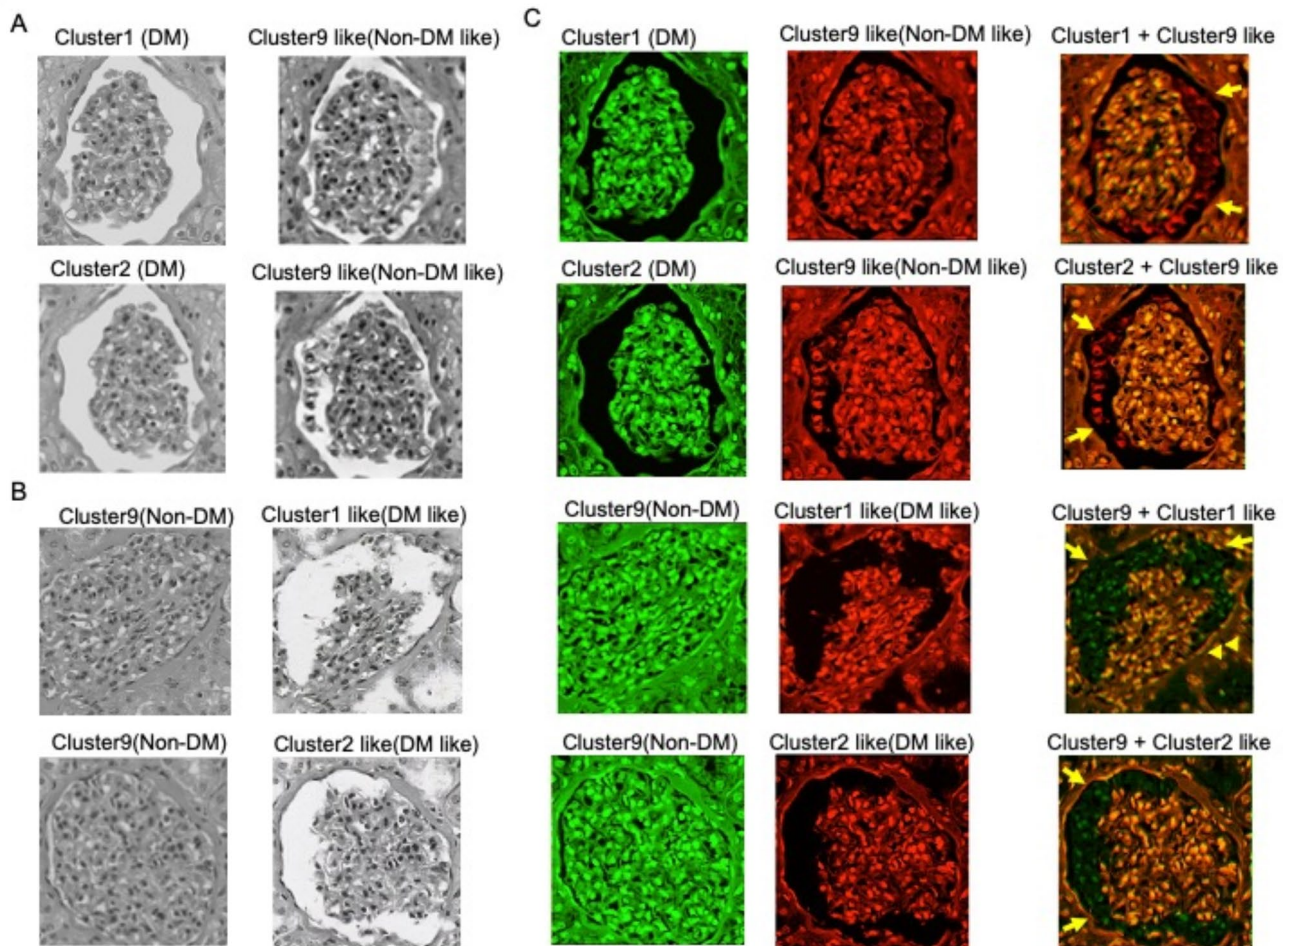 A
Cluster1 (DM)
Cluster9 like(Non-DM like)
Cluster2 (DM)
Cluster9 like(Non-DM like)
B
Cluster9(Non-DM)
Cluster1 like(DM like)
Cluster9(Non-DM)
Cluster2 like(DM like)
C
Cluster1 (DM)
Cluster9 like(Non-DM like)
Cluster1 + Cluster9 like
Cluster2 (DM)
Cluster9 like(Non-DM like)
Cluster2 + Cluster9 like
Cluster9(Non-DM)
Cluster1 like(DM like)
Cluster9 + Cluster1 like
Cluster9(Non-DM)
Cluster2 like(DM like)
Cluster9 + Cluster2 like